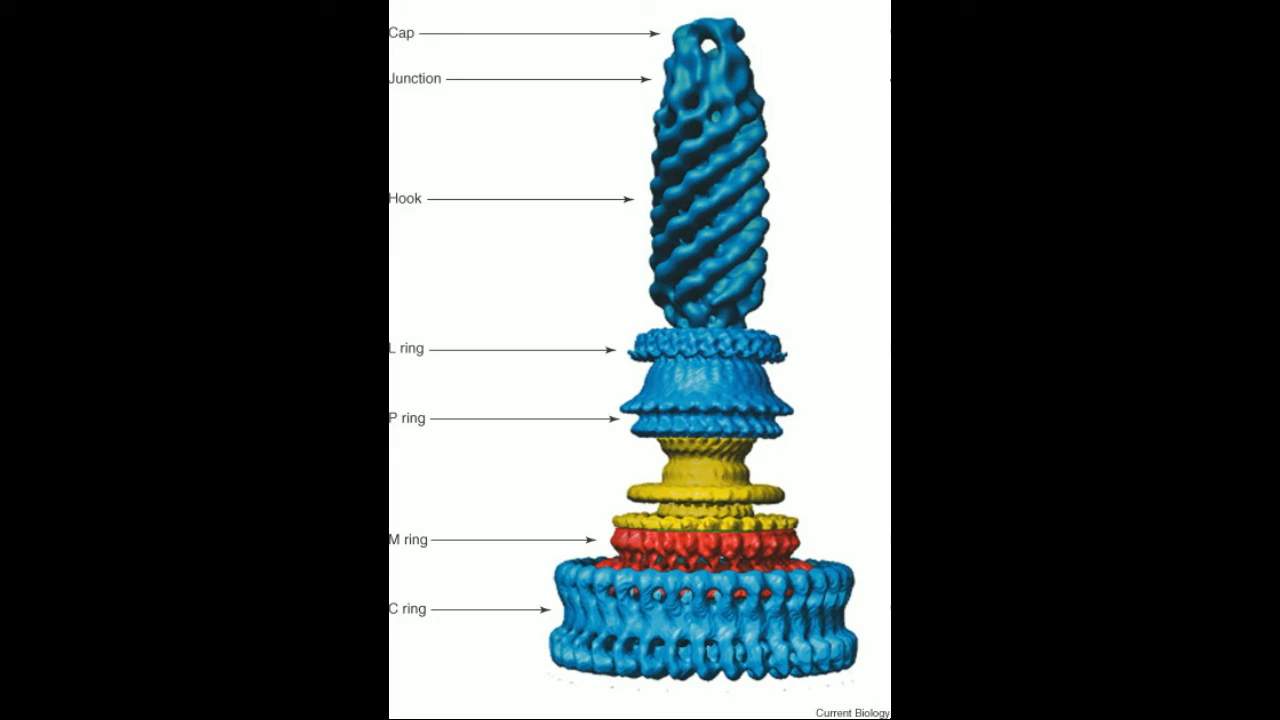 Cap
Junction
Hook
L ring
P ring
M ring
C ring
Current Biology